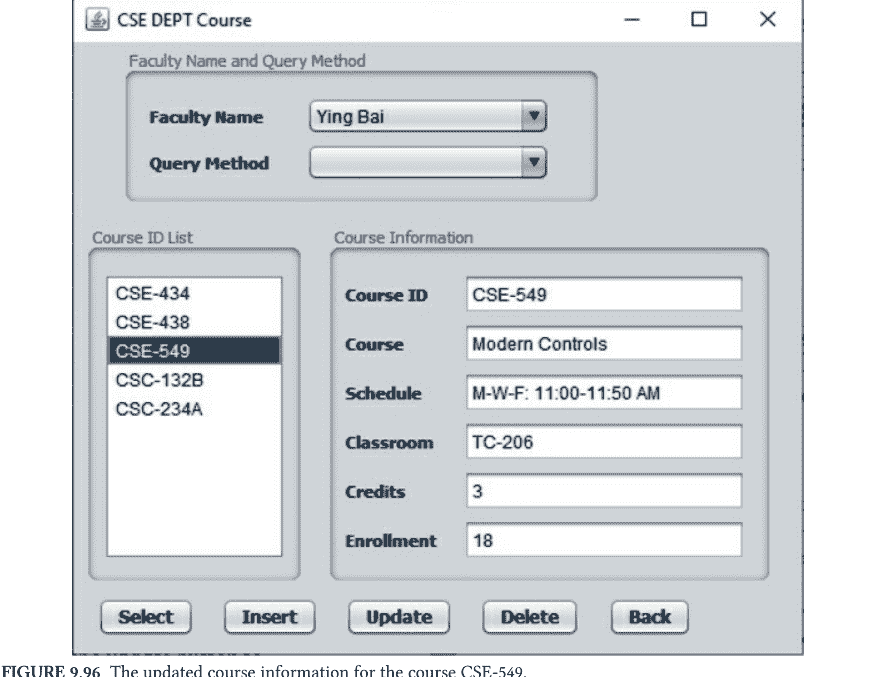 CSE DEPT Course
Faculty Name and Query Method
Faculty Name Ying Bai
Query Method
Course ID List
CSE-434
CSE-438
CSE-549
CSC-132B
CSC-234A
Course Information
Course ID CSE-549
Course Modern Controls
Schedule M-W-F: 11:00-11:50 AM
Classroom TC-206
Credits 3
Enrollment 18
Select Insert Update Delete Back
FIGURE 9.96 The updated course information for the course CSE-549.